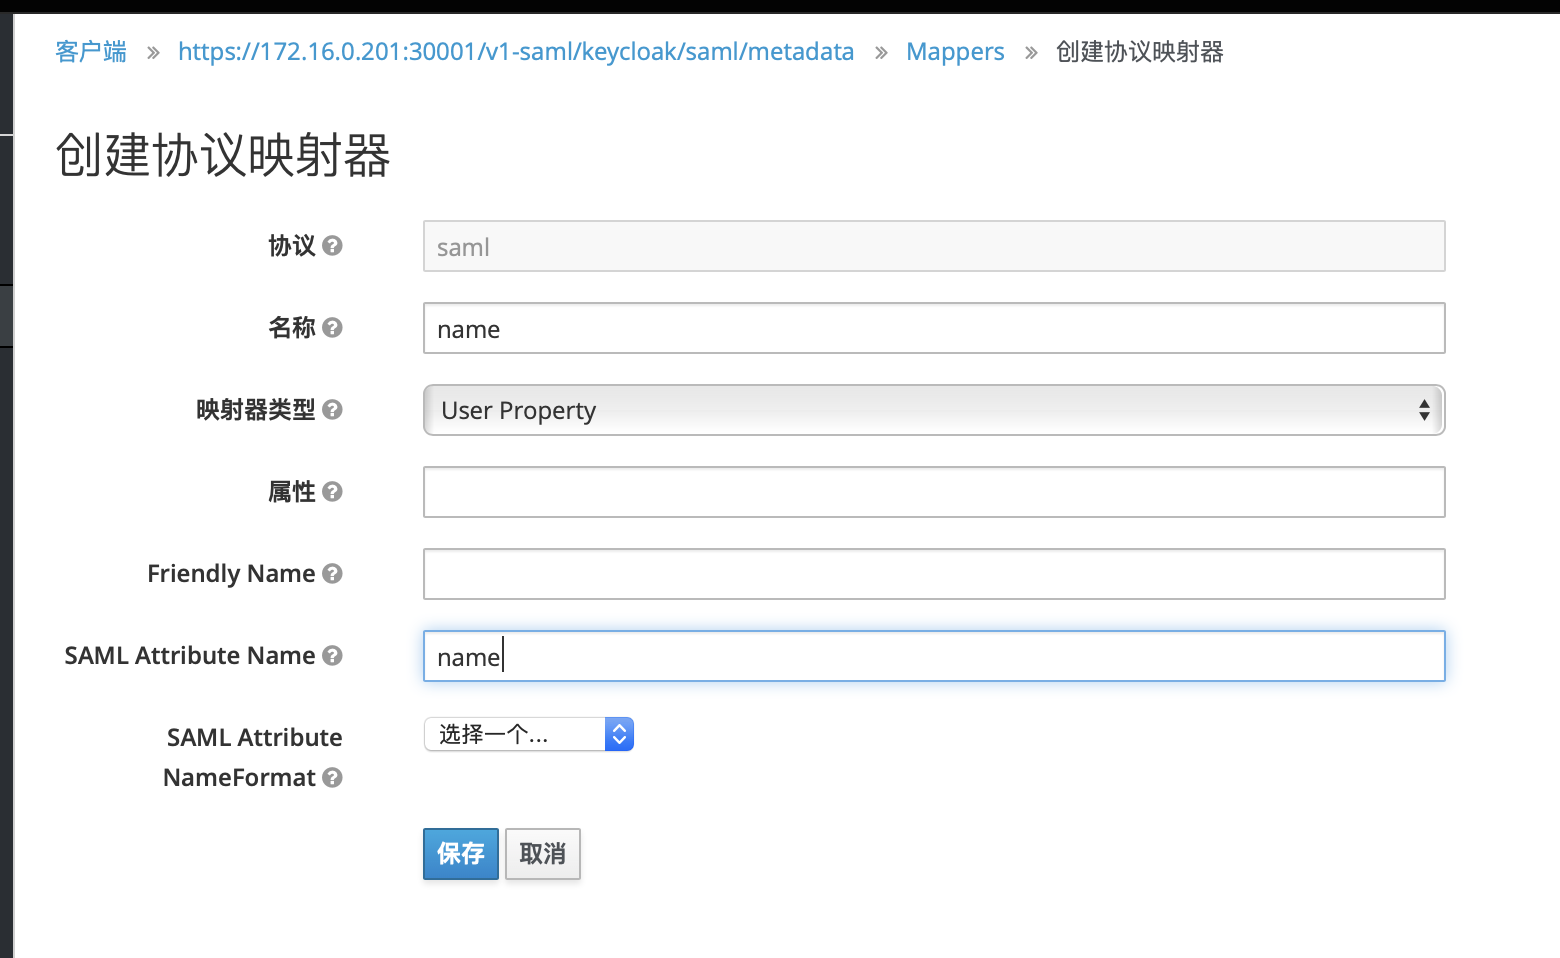 客户端 » https://172.16.0.201:30001/v1-saml/keycloak/saml/metadata » Mappers » 创建协议映射器
创建协议映射器
协议 saml
名称 name
映射器类型 User Property
属性
Friendly Name
SAML Attribute Name name
SAML Attribute 选择一个...
NameFormat
保存 取消